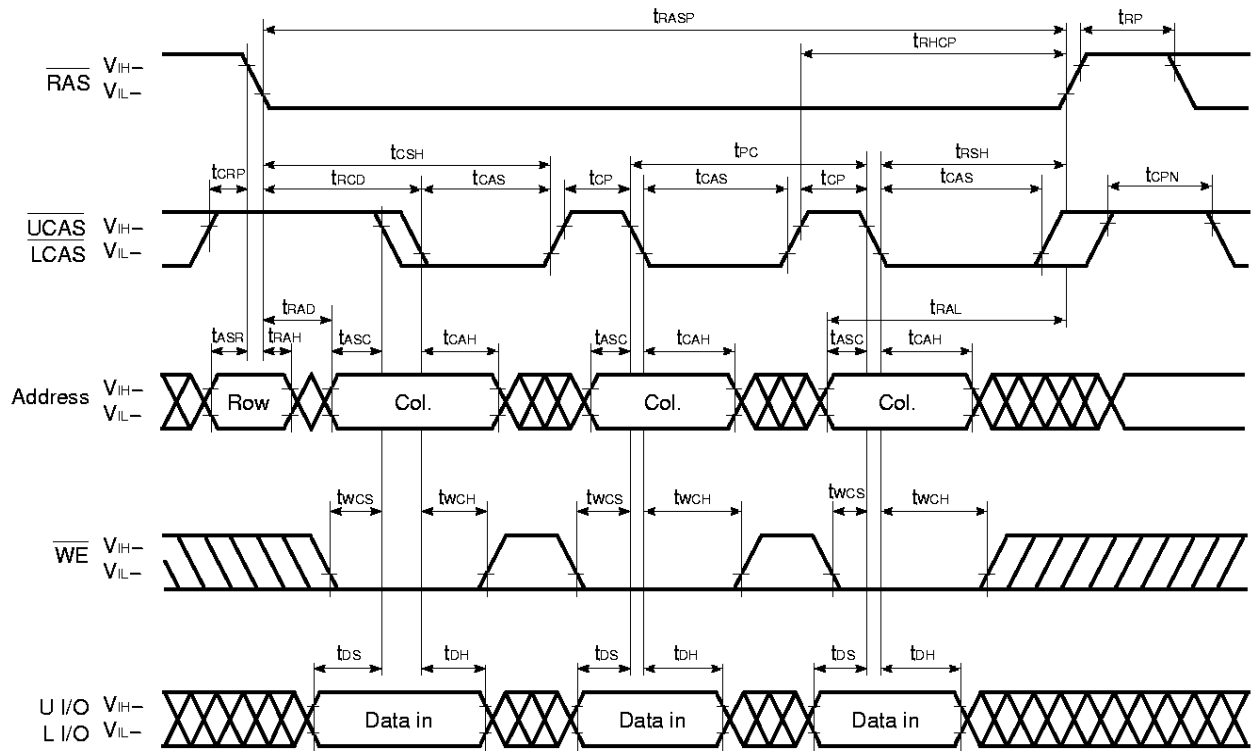 tRASP
tRP
tRHCP
RAS VIH–
VIL–
tCSH
tPC
tRSH
tCRP
tRCD
tCAS
tCP
tCAS
tCP
tCAS
tCPN
UCAS VIH–
LCAS VIL–
tRAD
tRAL
tASR
tRAH
tASC
tCAH
tASC
tCAH
tASC
tCAH
Address VIH–
VIL–
Row
Col.
Col.
Col.
tWCS
tWCH
tWCS
tWCH
tWCS
tWCH
WE VIH–
VIL–
tDS
tDH
tDS
tDH
tDS
tDH
U I/O VIH–
L I/O VIL–
Data in
Data in
Data in